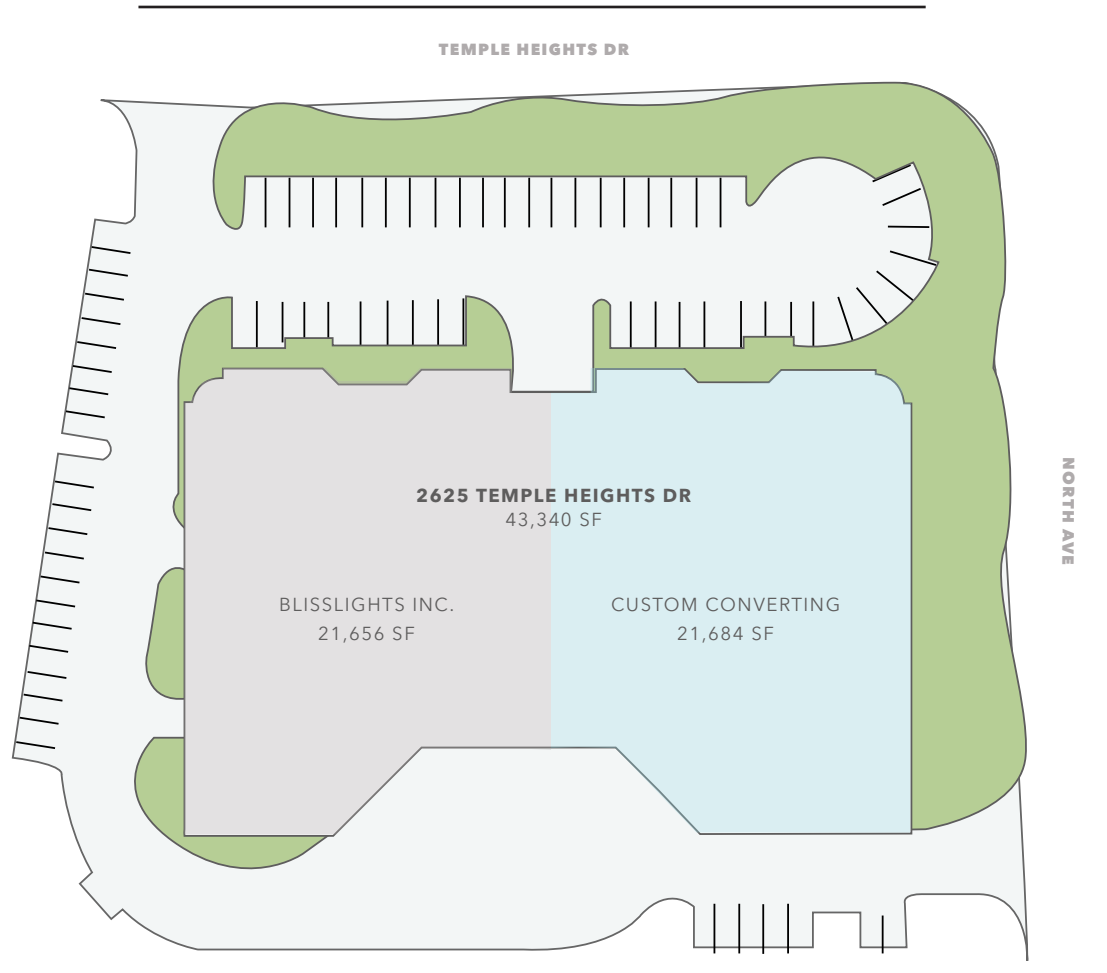 TEMPLE HEIGHTS DR
2625 TEMPLE HEIGHTS DR
43,340 SF
BLISSLIGHTS INC.
21,656 SF
CUSTOM CONVERTING
21,684 SF
NORTH AVE